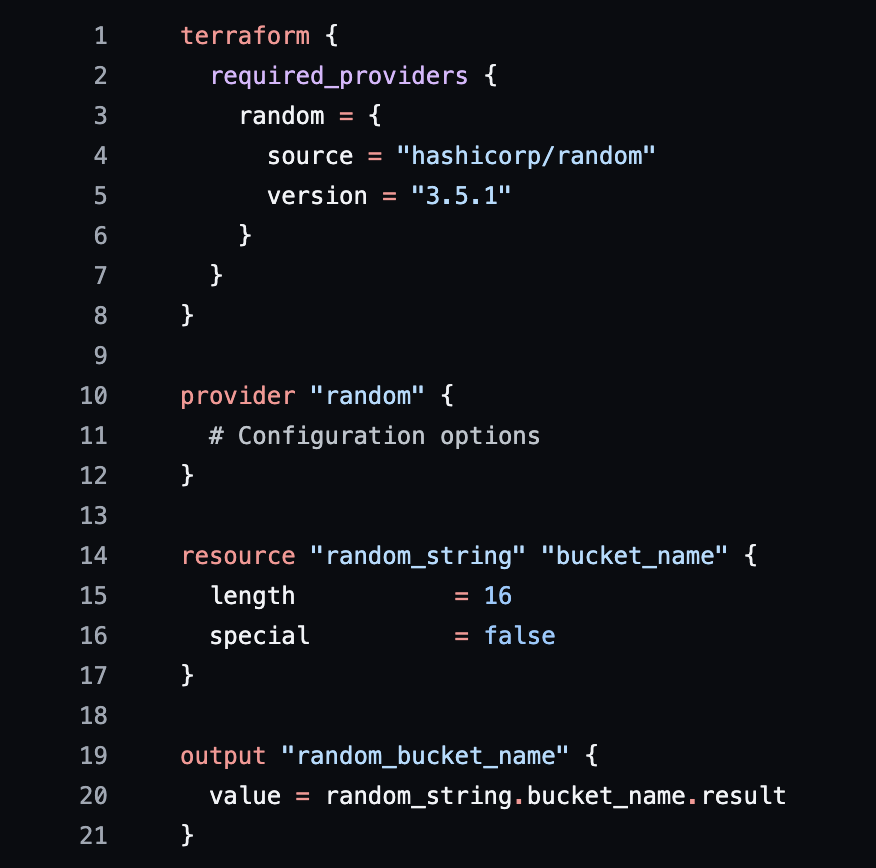 1 terraform {
2   required_providers {
3     random = {
4       source = "hashicorp/random"
5       version = "3.5.1"
6     }
7   }
8 }
9
10 provider "random" {
11   # Configuration options
12 }
13
14 resource "random_string" "bucket_name" {
15   length           = 16
16   special          = false
17 }
18
19 output "random_bucket_name" {
20   value = random_string.bucket_name.result
21 }